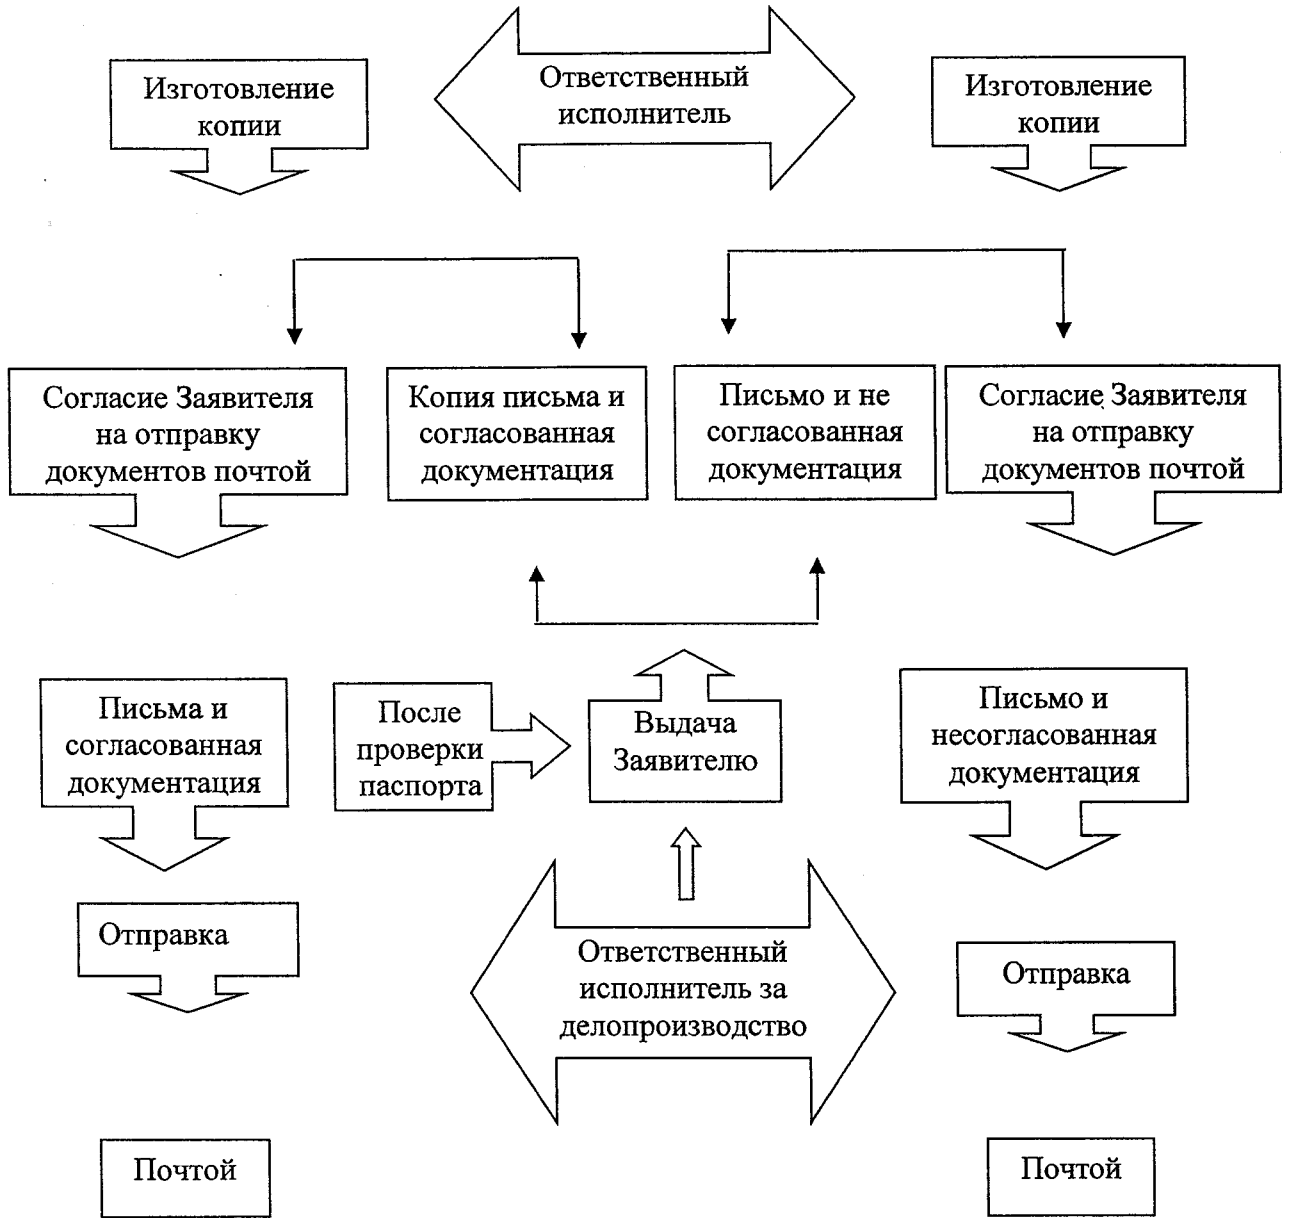 Изготовление
копии
Ответственный
исполнитель
Изготовление
копии
Согласие Заявителя
на отправку
документов почтой
Копия письма и
согласованная
документация
Письмо и не
согласованная
документация
Согласие Заявителя
на отправку
документов почтой
Письма и
согласованная
документация
После
проверки
паспорта
Выдача
Заявителю
Письмо и
несогласованная
документация
Отправка
Ответственный
исполнитель за
делопроизводство
Отправка
Почтой
Почтой